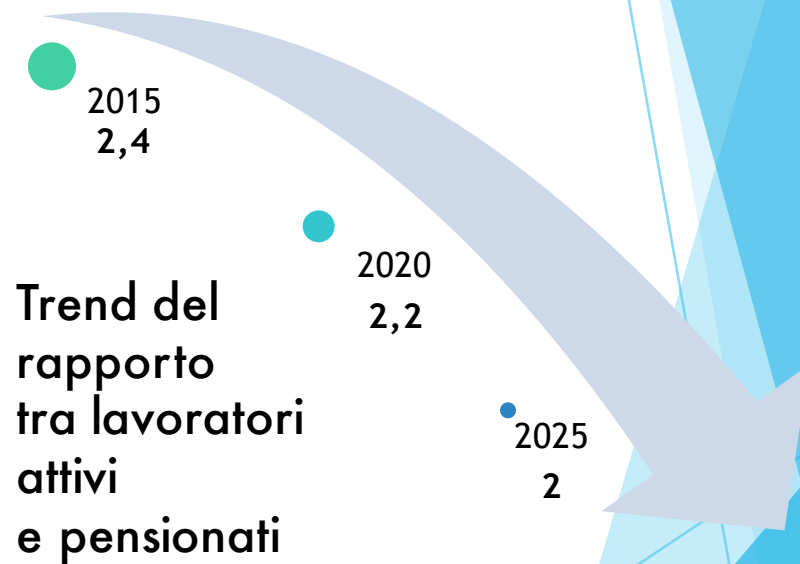 2015
2,4
2020
2,2
Trend del
rapporto
tra lavoratori
attivi
e pensionati
2025
2